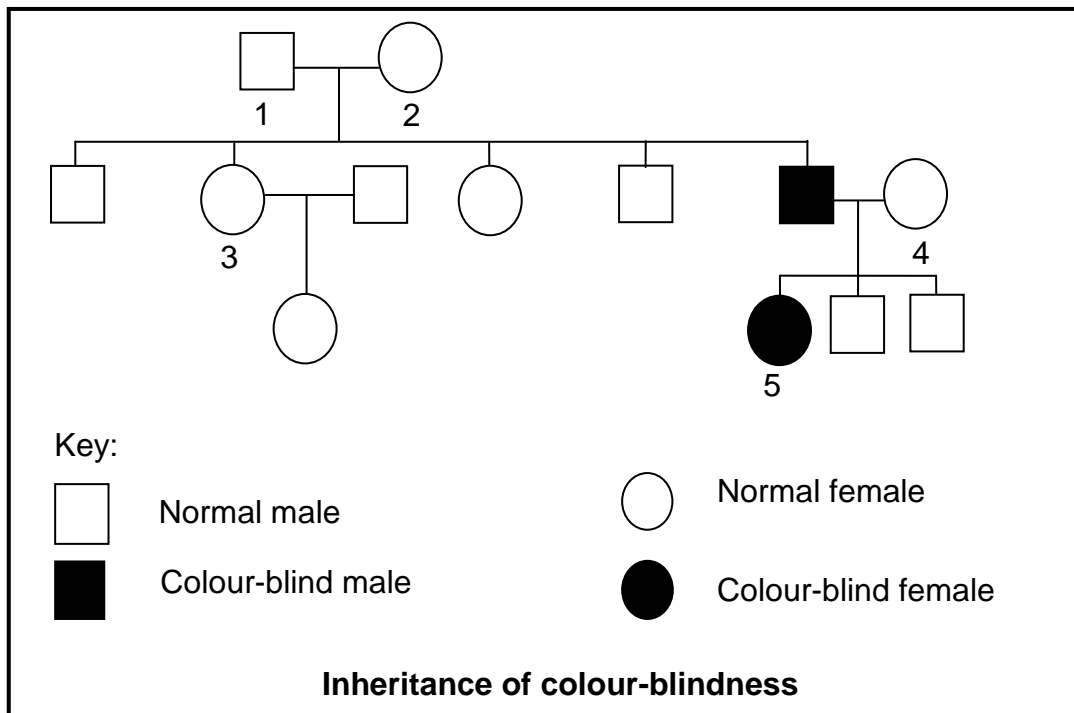 1
2
3
4
5
Key:
Normal male
Normal female
Colour-blind male
Colour-blind female
Inheritance of colour-blindness